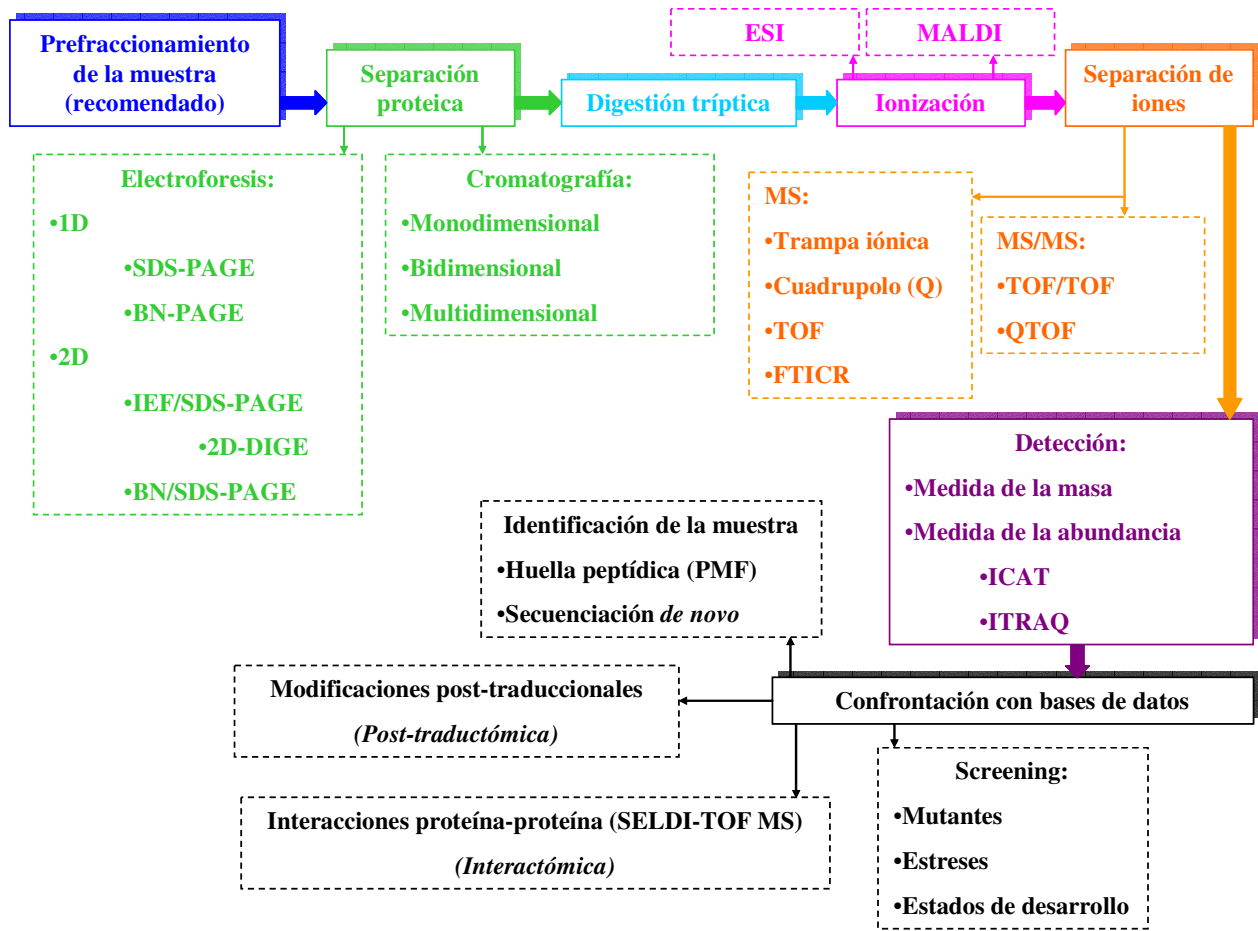 Prefraccionamiento
de la muestra
(recomendado)
Separación
proteica
Digestión tríptica
ESI
MALDI
Ionización
Separación de
iones
Electroforesis:
•1D
•SDS-PAGE
•BN-PAGE
•2D
•IEF/SDS-PAGE
•2D-DIGE
•BN/SDS-PAGE
Cromatografía:
•Monodimensional
•Bidimensional
•Multidimensional
MS:
•Trampa iónica
•Cuadrupolo (Q)
•TOF
•FTICR
MS/MS:
•TOF/TOF
•QTOF
Detección:
•Medida de la masa
•Medida de la abundancia
•ICAT
•ITRAQ
Confrontación con bases de datos
Identificación de la muestra
•Huella peptídica (PMF)
•Secuenciación de novo
Modificaciones post-traduccionales
(Post-traductómica)
Interacciones proteína-proteína (SELDI-TOF MS)
(Interactómica)
Screening:
•Mutantes
•Estreses
•Estados de desarrollo